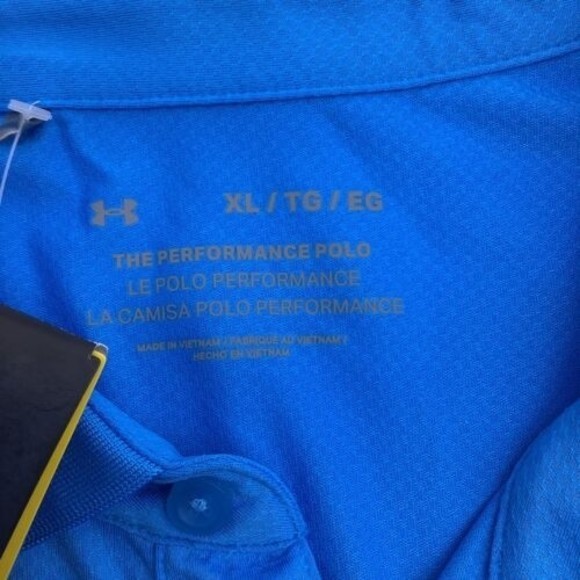 XL / TG / EG
THE PERFORMANCE POLO
LE POLO PERFORMANCE
LA CAMISA POLO PERFORMANCE
MADE IN VIETNAM / FABRIQUÉ AU VIETNAM /
HECHO EN VIETNAM